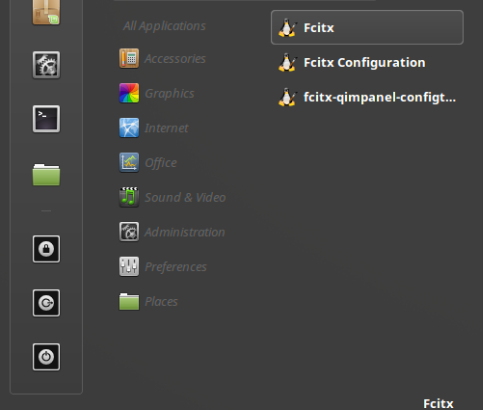 All Applications
Accessories
Graphics
Internet
Office
Sound & Video
Administration
Preferences
Places
Fcitx
Fcitx Configuration
fcitx-qimpanel-configt...
Fcitx